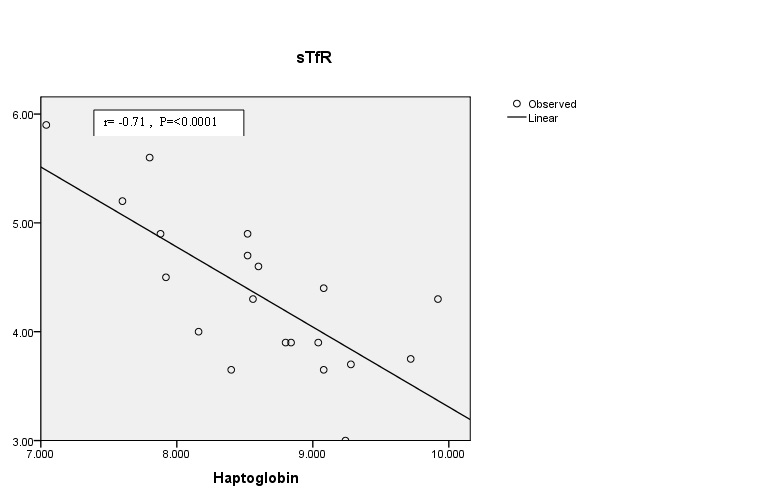 sTfR
r= -0.71 , P=<0.0001
Observed
Linear
6.00
5.00
4.00
3.00
7.000 8.000 9.000 10.000
Haptoglobin